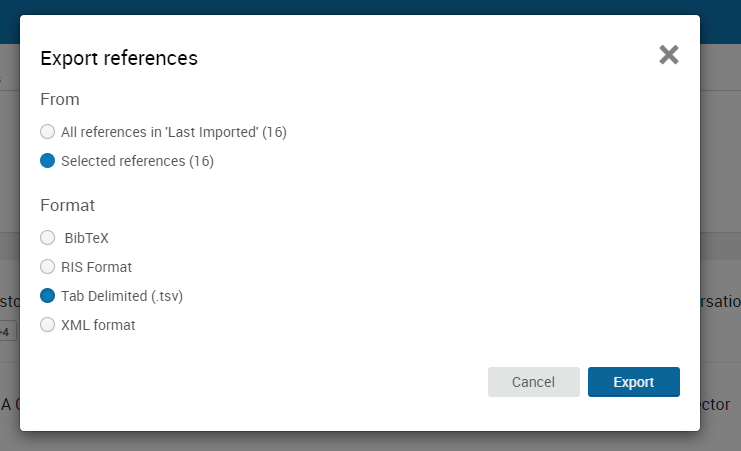 Export references
From
All references in 'Last Imported' (16)
Selected references (16)
Format
BibTeX
RIS Format
Tab Delimited (.tsv)
XML format
+4
Cancel
Export